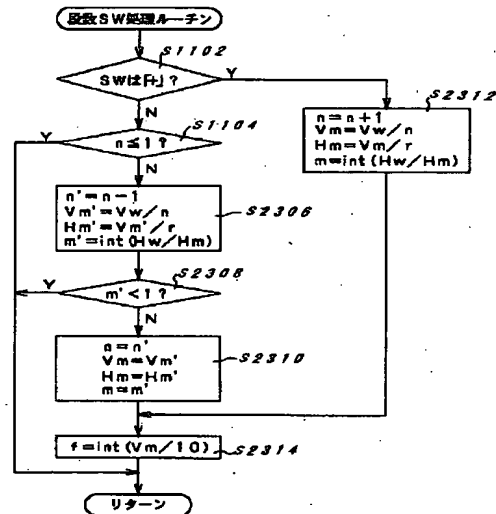 段数SW処理ルーチン
S1102
SWは「+」?
Y
N
S2312
n=n+1
Vm=Vw/n
Hm=Vm/r
m=int(Hw/Hm)
S1104
Y
n≤1?
N
n'=n-1
Vm'=Vw/n
Hm'=Vm'/r
m'=int(Hw/Hm)
S2306
S2308
Y
m'<1?
N
n=n'
Vm=Vm'
Hm=Hm'
m=m'
S2310
f=int(Vm/10)
S2314
リターン